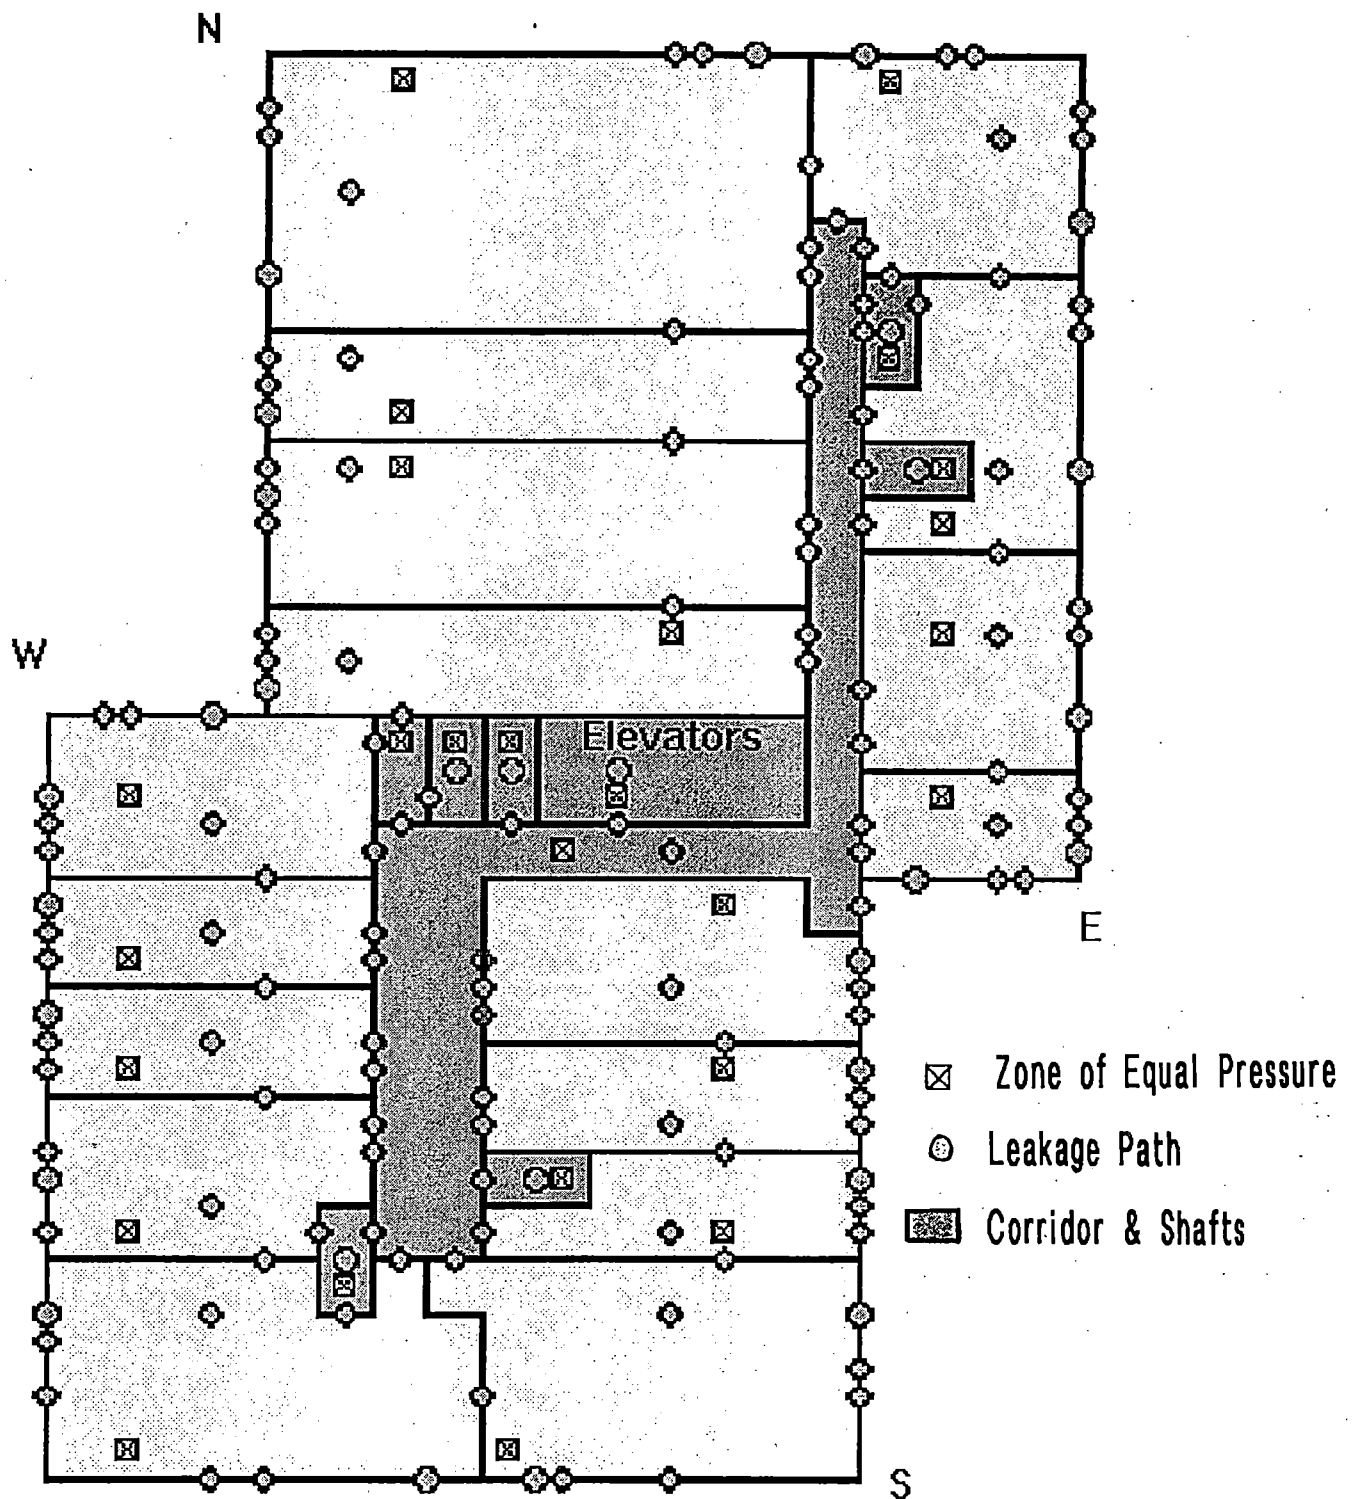 N
W
Elevators
E
Zone of Equal Pressure
Leakage Path
Corridor & Shafts
S